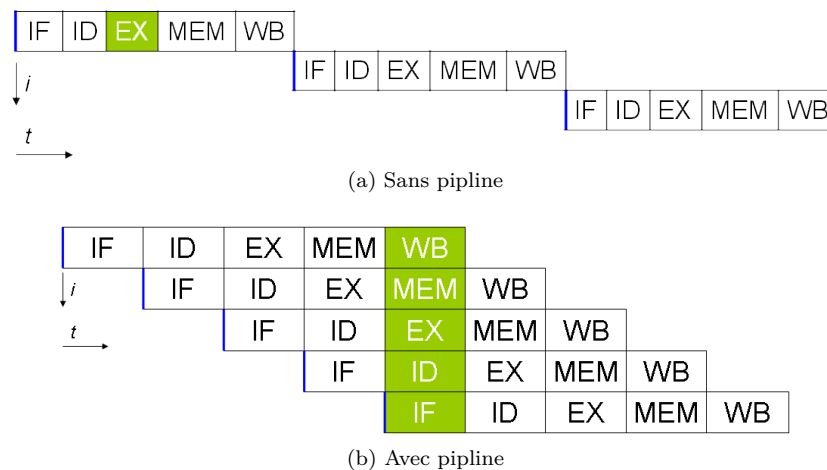 IF ID EX MEM WB
IF ID EX MEM WB
i
IF ID EX MEM WB
t
(a) Sans pipline
IF ID EX MEM WB
IF ID EX MEM WB
i
IF ID EX MEM WB
t
IF ID EX MEM WB
IF ID EX MEM WB
(b) Avec pipline